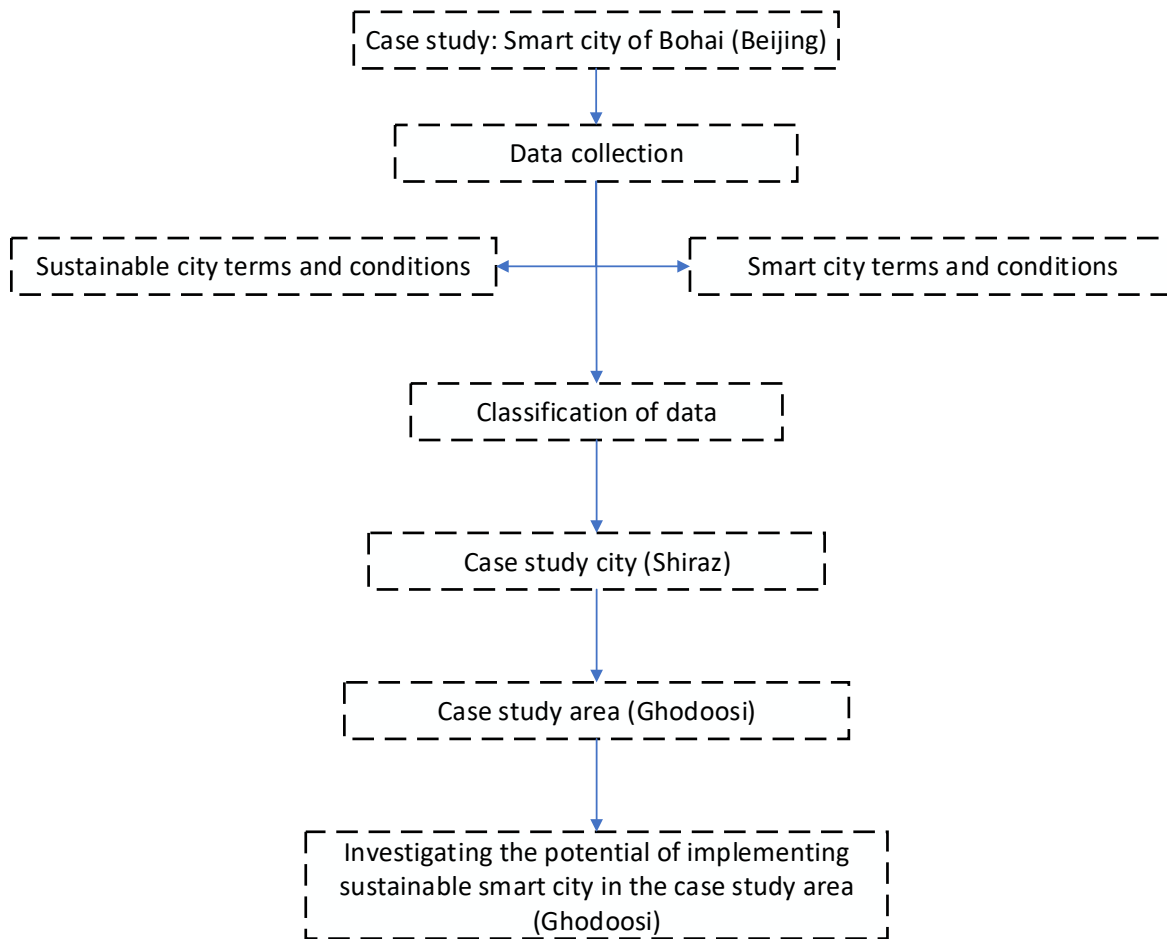 Case study: Smart city of Bohai (Beijing)
Data collection
Sustainable city terms and conditions
Smart city terms and conditions
Classification of data
Case study city (Shiraz)
Case study area (Ghodoosi)
Investigating the potential of implementing
sustainable smart city in the case study area
(Ghodoosi)